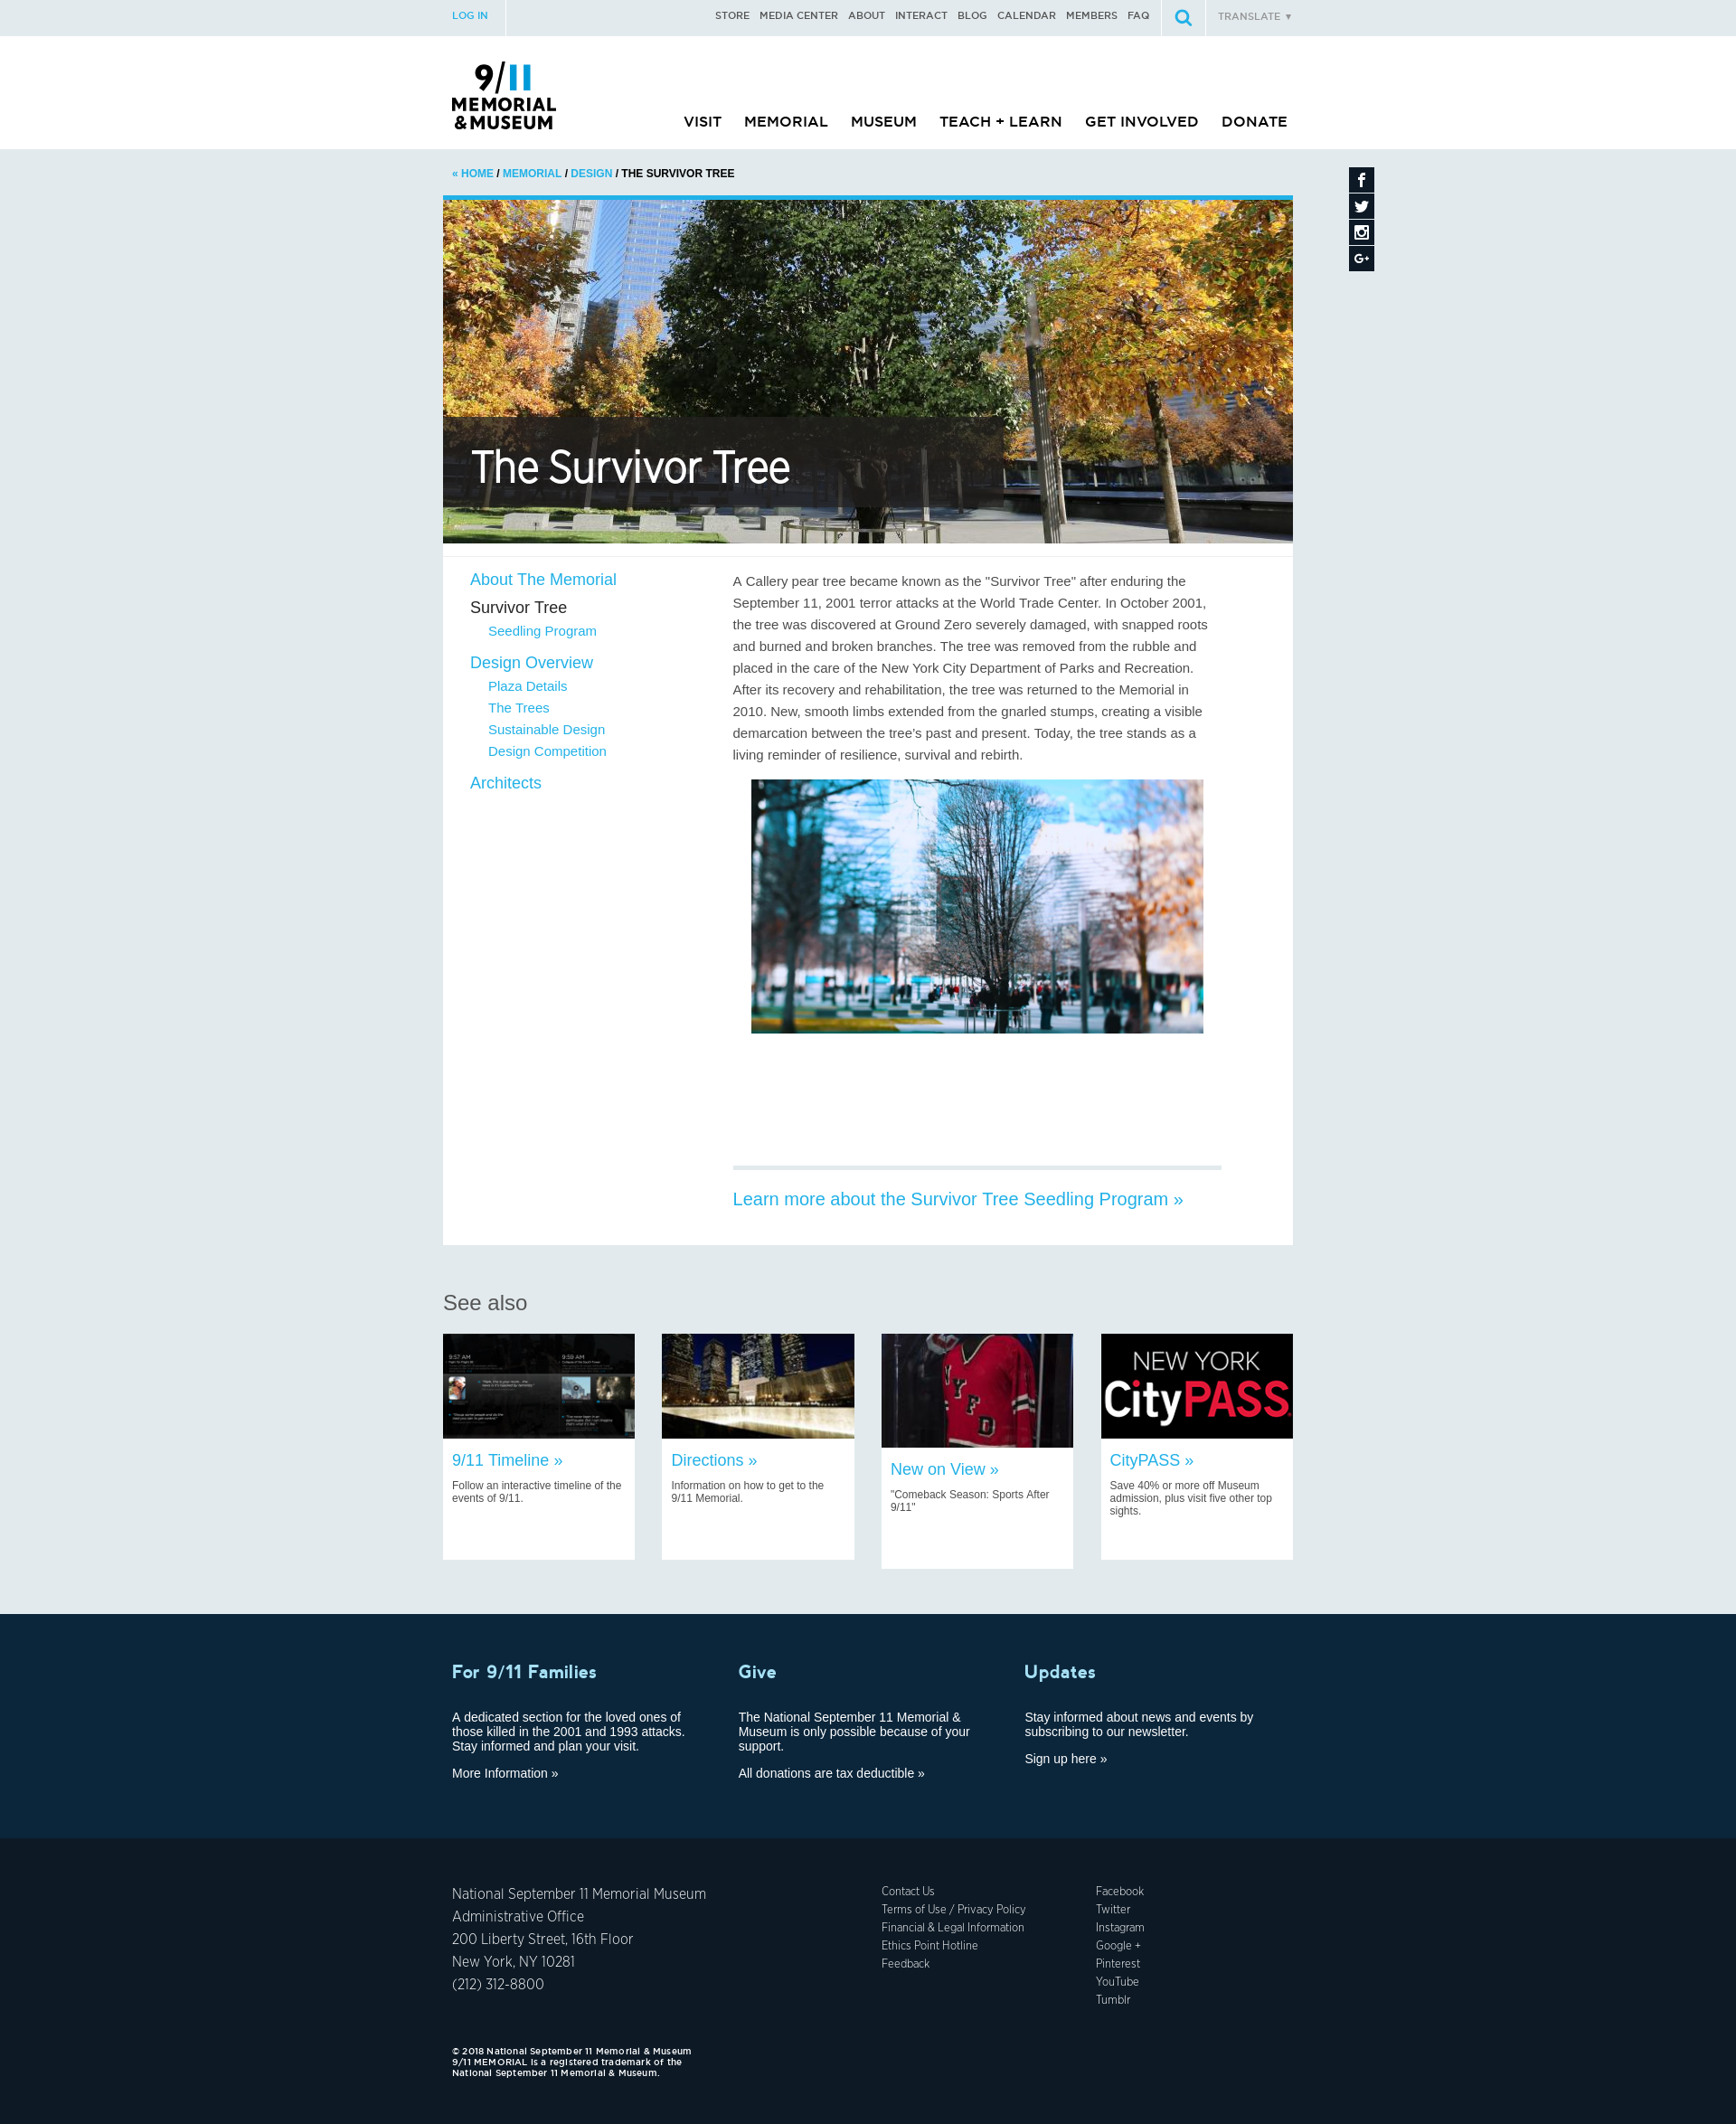 LOG IN
STORE MEDIA CENTER ABOUT INTERACT BLOG CALENDAR MEMBERS FAQ
TRANSLATE ▼
9/11
MEMORIAL
&MUSEUM
VISIT MEMORIAL MUSEUM TEACH + LEARN GET INVOLVED DONATE
« HOME / MEMORIAL / DESIGN / THE SURVIVOR TREE
The Survivor Tree
About The Memorial
Survivor Tree
Seedling Program
Design Overview
Plaza Details
The Trees
Sustainable Design
Design Competition
Architects
A Callery pear tree became known as the "Survivor Tree" after enduring the
September 11, 2001 terror attacks at the World Trade Center. In October 2001,
the tree was discovered at Ground Zero severely damaged, with snapped roots
and burned and broken branches. The tree was removed from the rubble and
placed in the care of the New York City Department of Parks and Recreation.
After its recovery and rehabilitation, the tree was returned to the Memorial in
2010. New, smooth limbs extended from the gnarled stumps, creating a visible
demarcation between the tree's past and present. Today, the tree stands as a
living reminder of resilience, survival and rebirth.
Learn more about the Survivor Tree Seedling Program »
See also
9:57 AM
9:59 AM
9/11 Timeline »
Follow an interactive timeline of the
events of 9/11.
Directions »
Information on how to get to the
9/11 Memorial.
NYFD
New on View »
"Comeback Season: Sports After
9/11"
NEW YORK
CityPASS
CityPASS »
Save 40% or more off Museum
admission, plus visit five other top
sights.
For 9/11 Families
A dedicated section for the loved ones of
those killed in the 2001 and 1993 attacks.
Stay informed and plan your visit.
More Information »
Give
The National September 11 Memorial &
Museum is only possible because of your
support.
All donations are tax deductible »
Updates
Stay informed about news and events by
subscribing to our newsletter.
Sign up here »
National September 11 Memorial Museum
Administrative Office
200 Liberty Street, 16th Floor
New York, NY 10281
(212) 312-8800
Contact Us
Terms of Use / Privacy Policy
Financial & Legal Information
Ethics Point Hotline
Feedback
Facebook
Twitter
Instagram
Google +
Pinterest
YouTube
Tumblr
© 2018 National September 11 Memorial & Museum
9/11 MEMORIAL is a registered trademark of the
National September 11 Memorial & Museum.